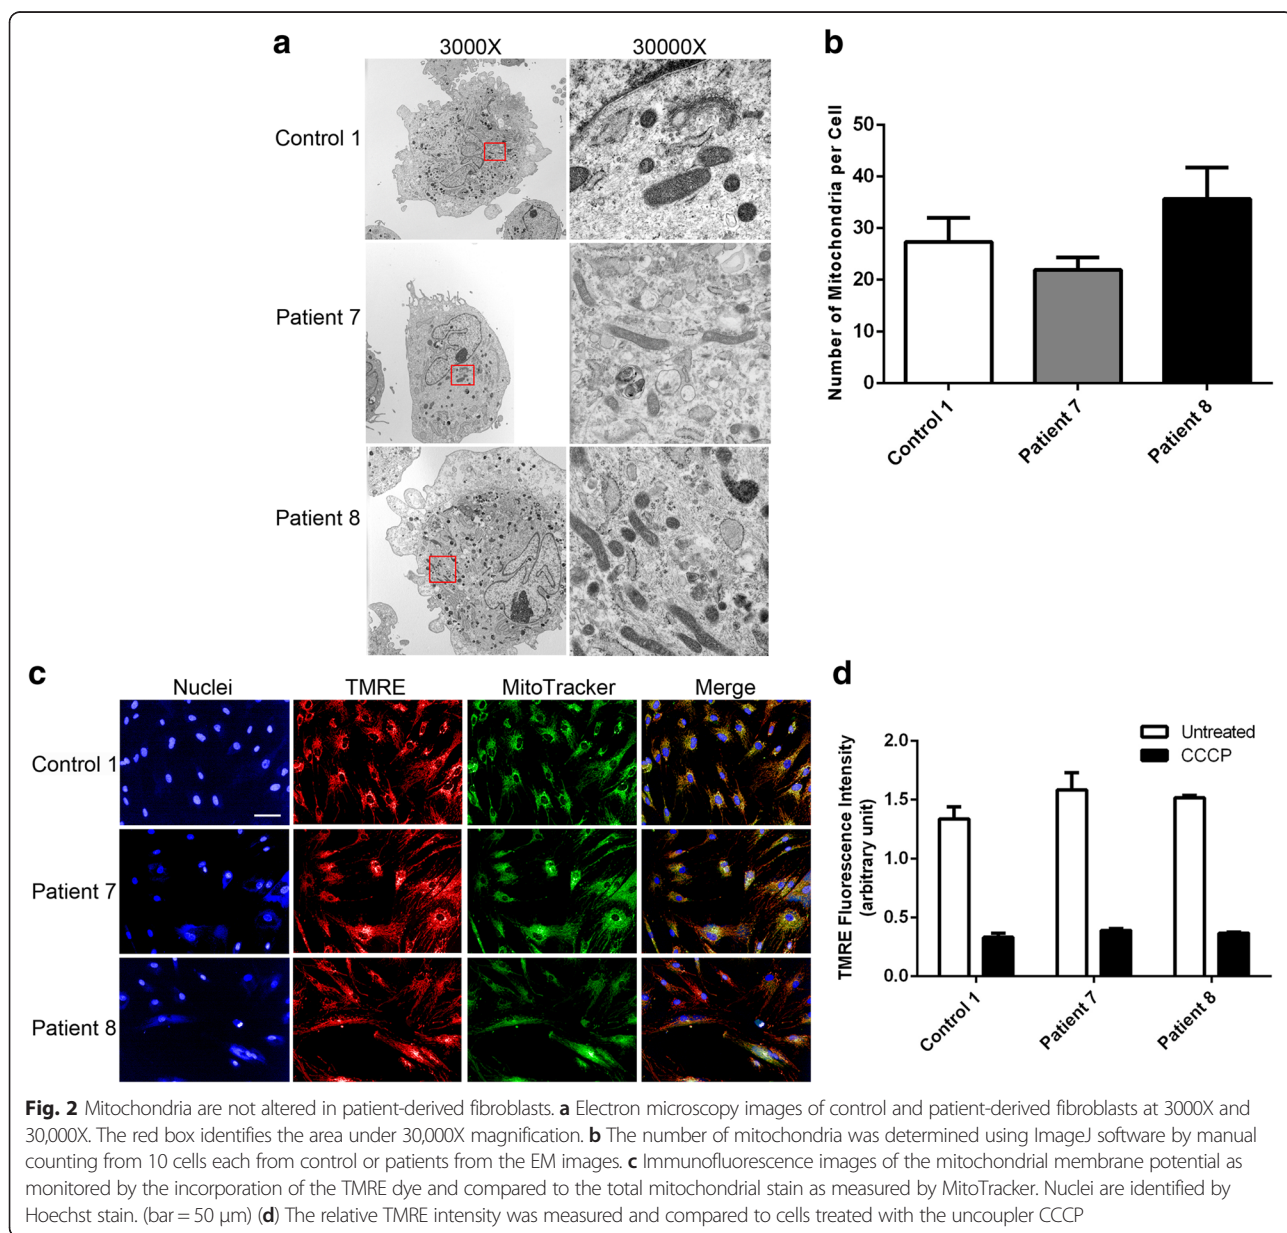 a
3000X
30000X
Control 1
Patient 7
Patient 8
b
Number of Mitochondria per Cell
60
50
40
30
20
10
0
Control 1
Patient 7
Patient 8
c
Nuclei
TMRE
MitoTracker
Merge
Control 1
Patient 7
Patient 8
d
TMRE Fluorescence Intensity
(arbitrary unit)
Untreated
CCCP
2.0
1.5
1.0
0.5
0.0
Control 1
Patient 7
Patient 8
Fig. 2 Mitochondria are not altered in patient-derived fibroblasts. a Electron microscopy images of control and patient-derived fibroblasts at 3000X and
30,000X. The red box identifies the area under 30,000X magnification. b The number of mitochondria was determined using ImageJ software by manual
counting from 10 cells each from control or patients from the EM images. c Immunofluorescence images of the mitochondrial membrane potential as
monitored by the incorporation of the TMRE dye and compared to the total mitochondrial stain as measured by MitoTracker. Nuclei are identified by
Hoechst stain. (bar = 50 μm) (d) The relative TMRE intensity was measured and compared to cells treated with the uncoupler CCCP